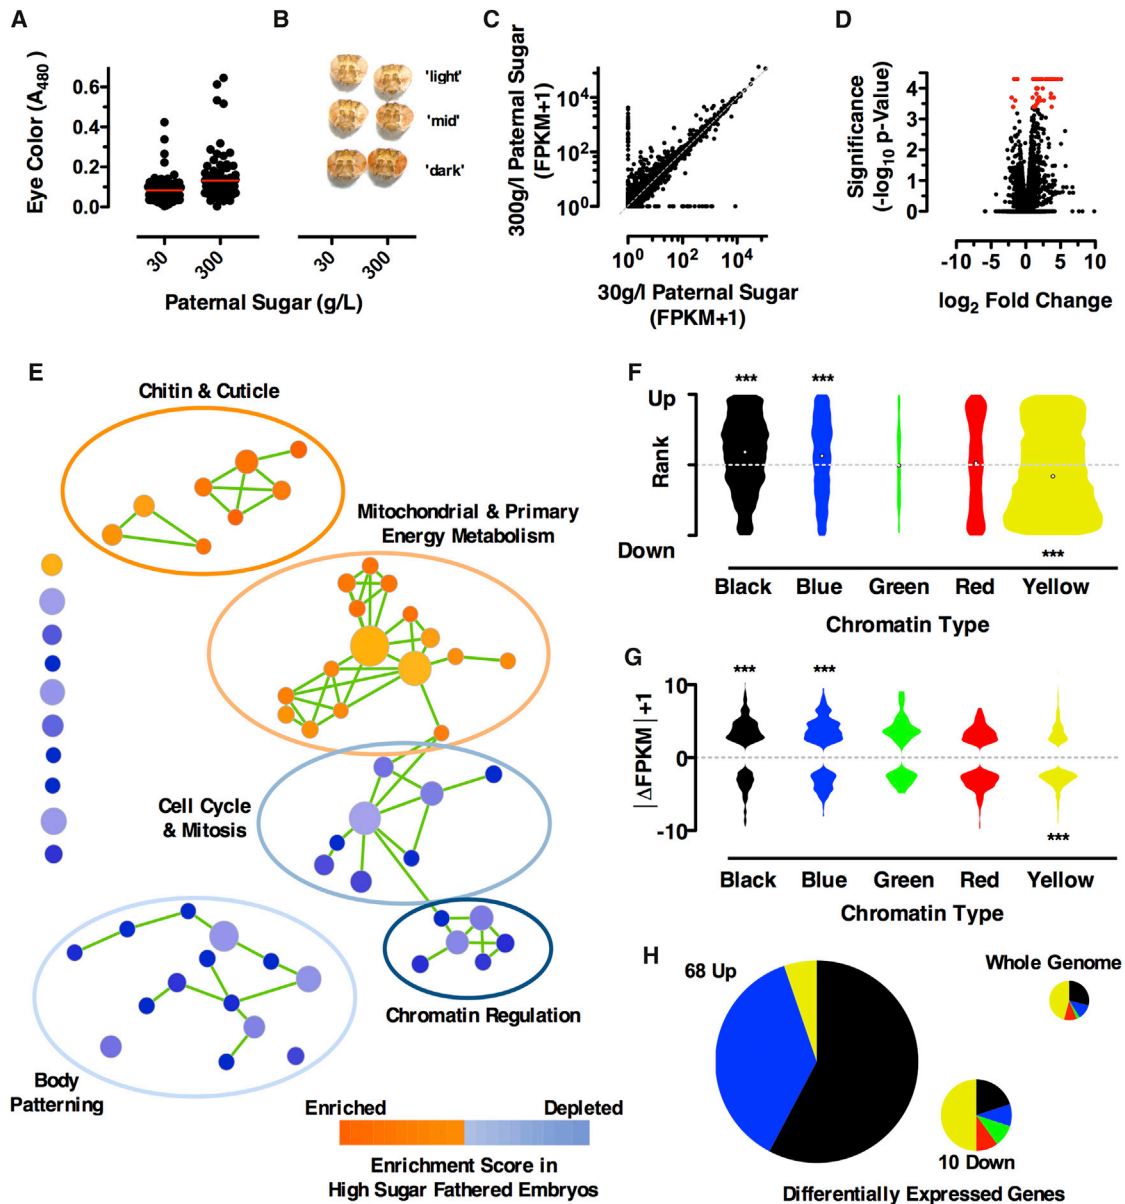 A
Eye Color (A480)
0.6
0.4
0.2
0.0
30
300
Paternal Sugar (g/L)
B
'light'
'mid'
'dark'
30
300
C
300g/l Paternal Sugar
(FPKM+1)
10^4
10^2
10^0
10^0
10^2
10^4
30g/l Paternal Sugar
(FPKM+1)
D
Significance
(-log10 p-Value)
5
4
3
2
1
0
-10
-5
0
5
10
log2 Fold Change
E
Chitin & Cuticle
Mitochondrial & Primary
Energy Metabolism
Cell Cycle
& Mitosis
Chromatin Regulation
Body
Patterning
Enriched
Depleted
Enrichment Score in
High Sugar Fathered Embryos
F
Up
Rank
Down
***
***
***
Black
Blue
Green
Red
Yellow
Chromatin Type
G
10
0
-10
|ΔFPKM|+1
***
***
***
Black
Blue
Green
Red
Yellow
Chromatin Type
H
68 Up
Whole Genome
10 Down
Differentially Expressed Genes